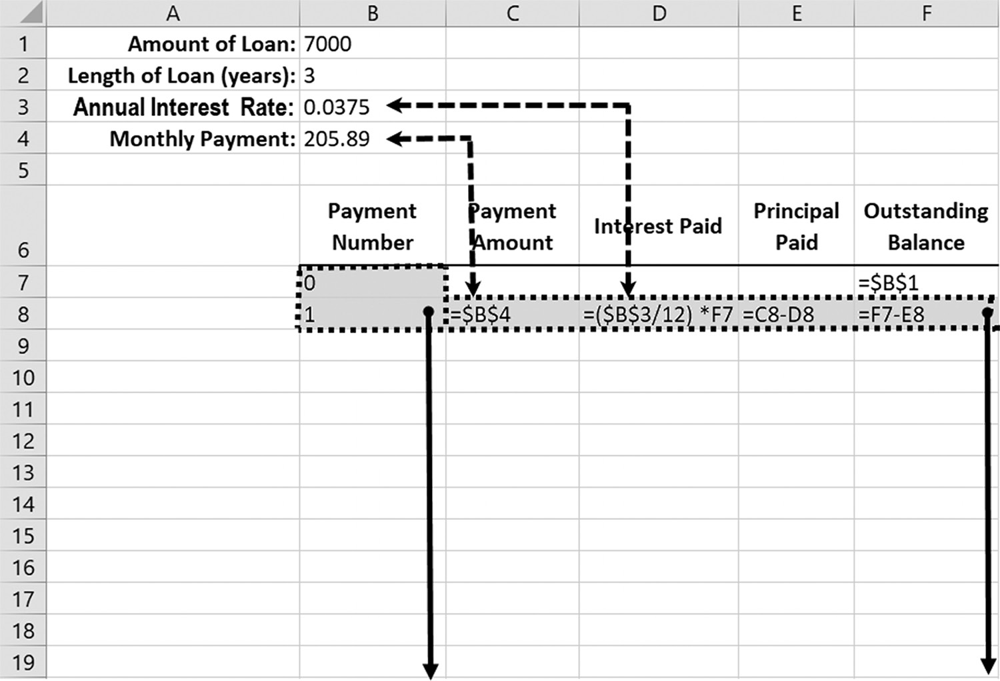 A B C D E F
1 Amount of Loan: 7000
2 Length of Loan (years): 3
3 Annual Interest Rate: 0.0375
4 Monthly Payment: 205.89
5
6 Payment Number Payment Amount Interest Paid Principal Paid Outstanding Balance
7 0 =$B$1
8 1 =$B$4 =($B$3/12) *F7 =C8-D8 =F7-E8
9
10
11
12
13
14
15
16
17
18
19